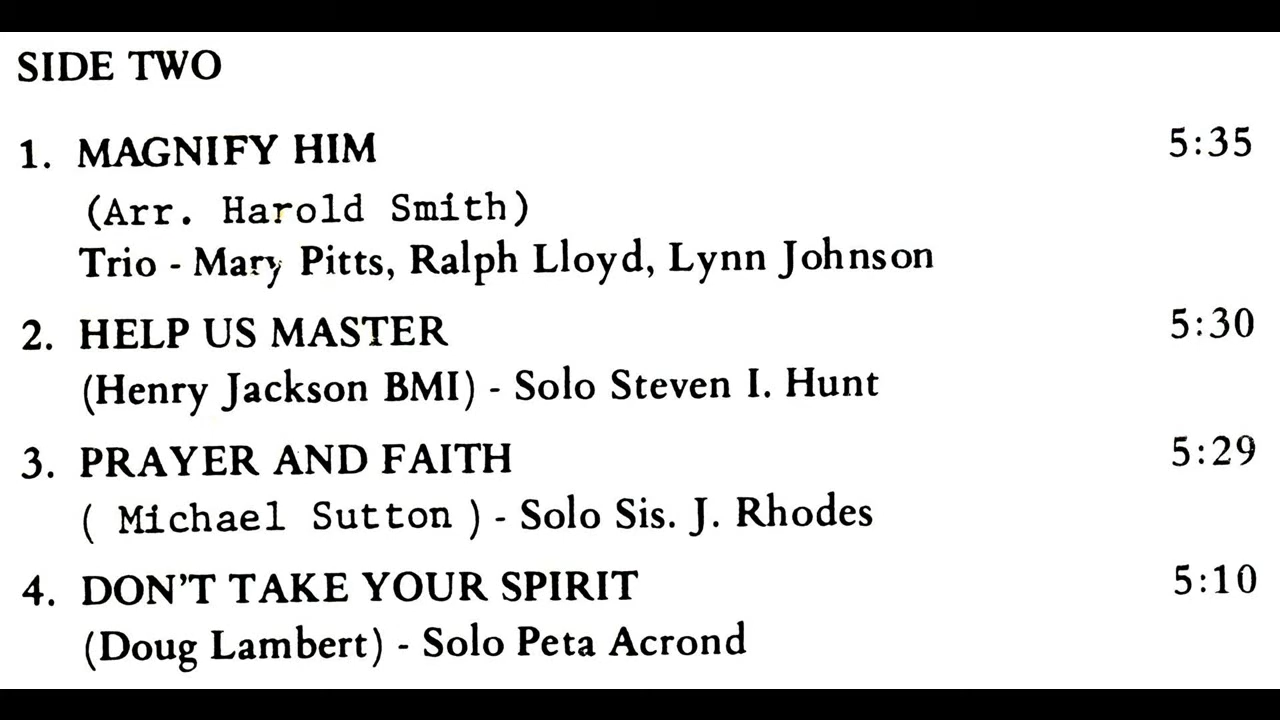 SIDE TWO
1. MAGNIFY HIM 5:35
(Arr. Harold Smith)
Trio - Mary Pitts, Ralph Lloyd, Lynn Johnson
2. HELP US MASTER 5:30
(Henry Jackson BMI) - Solo Steven I. Hunt
3. PRAYER AND FAITH 5:29
( Michael Sutton ) - Solo Sis. J. Rhodes
4. DON'T TAKE YOUR SPIRIT 5:10
(Doug Lambert) - Solo Peta Acrond